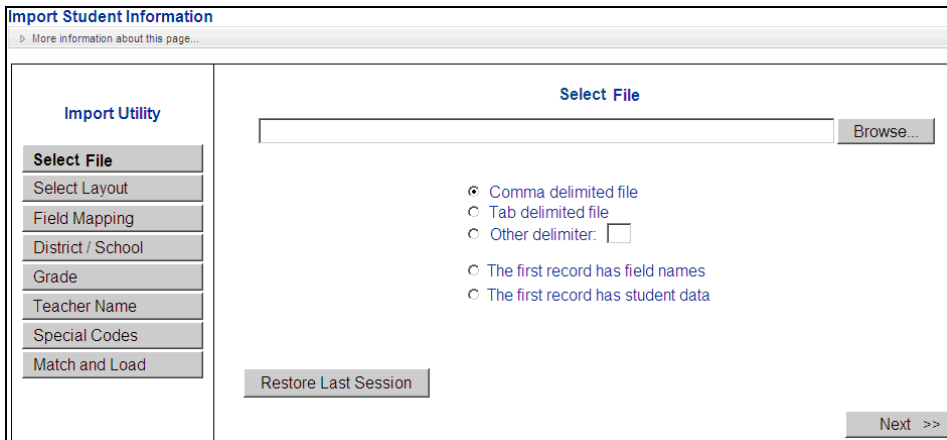 Import Student Information
More information about this page...
Import Utility
Select File
Select Layout
Field Mapping
District / School
Grade
Teacher Name
Special Codes
Match and Load
Select File
Browse...
Comma delimited file
Tab delimited file
Other delimiter:
The first record has field names
The first record has student data
Restore Last Session
Next >>